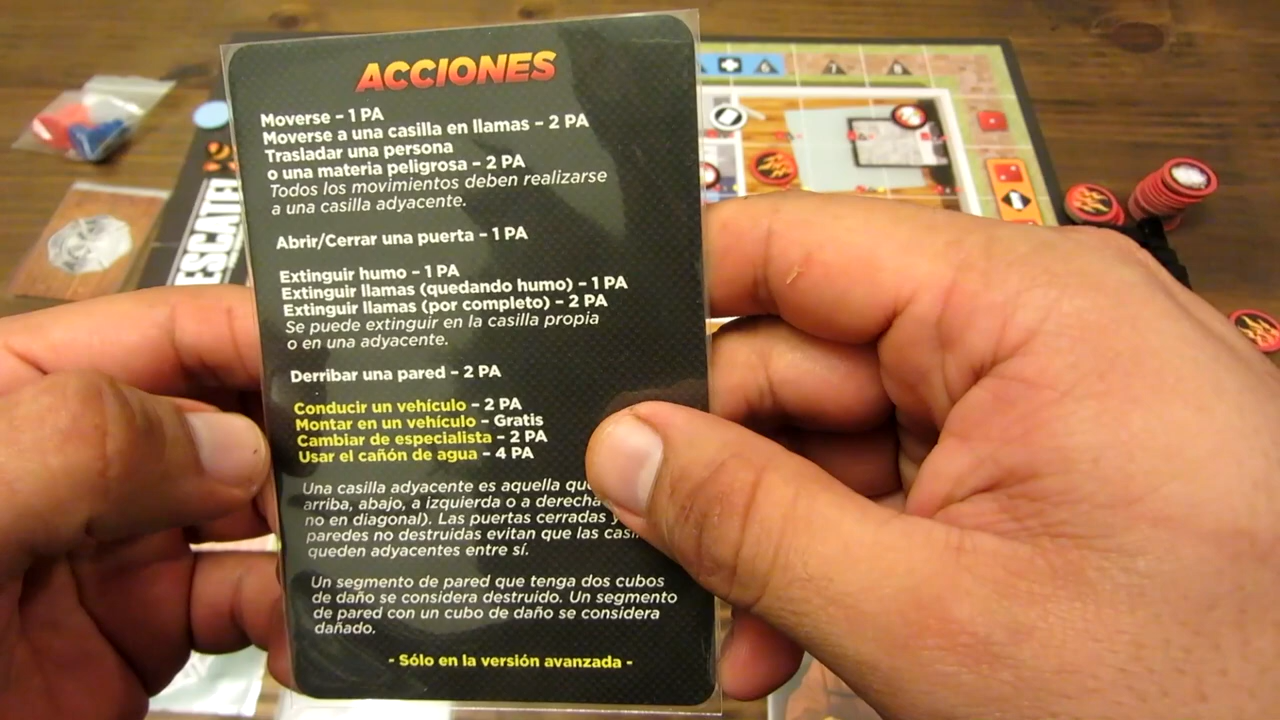 ACCIONES
Moverse – 1 PA
Moverse a una casilla en llamas – 2 PA
Trasladar una persona
o una materia peligrosa – 2 PA
Todos los movimientos deben realizarse
a una casilla adyacente.
Abrir/Cerrar una puerta – 1 PA
Extinguir humo – 1 PA
Extinguir llamas (quedando humo) – 1 PA
Extinguir llamas (por completo) – 2 PA
Se puede extinguir en la casilla propia
o en una adyacente.
Derribar una pared – 2 PA
Conducir un vehículo – 2 PA
Montar en un vehículo – Gratis
Cambiar de especialista – 2 PA
Usar el cañón de agua – 4 PA
Una casilla adyacente es aquella
arriba, abajo, a izquierda o a derecha
no en diagonal). Las puertas cerradas y
paredes no destruidas evitan que las
queden adyacentes entre sí.
Un segmento de pared que tenga dos cubos
de daño se considera destruido. Un segmento
de pared con un cubo de daño se considera
dañado.
- Sólo en la versión avanzada -
ESCATE!
6
7
8